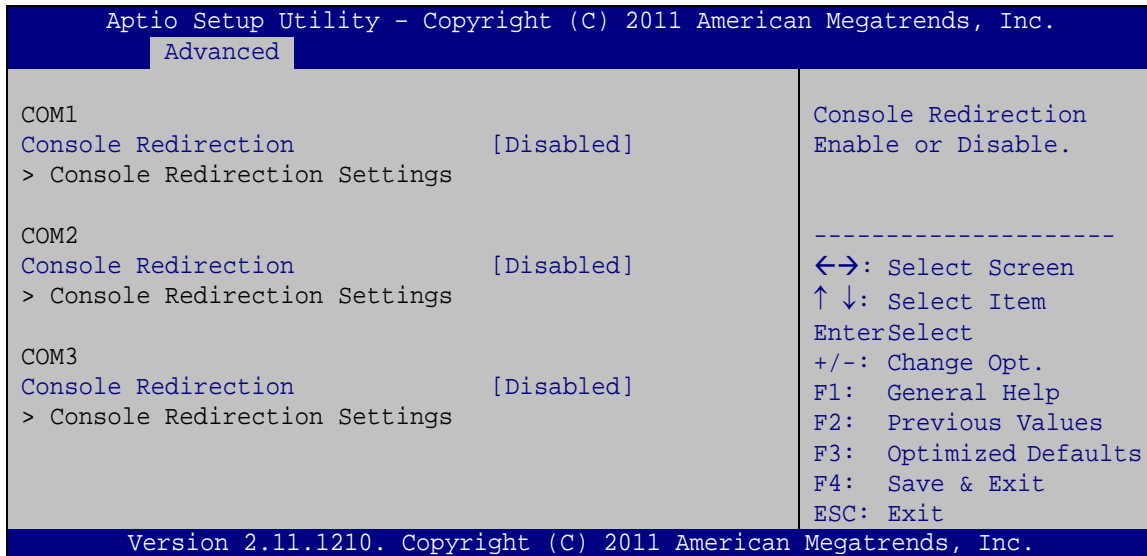 Aptio Setup Utility – Copyright (C) 2011 American Megatrends, Inc.
Advanced
COM1
Console Redirection [Disabled]
> Console Redirection Settings
COM2
Console Redirection [Disabled]
> Console Redirection Settings
COM3
Console Redirection [Disabled]
> Console Redirection Settings
Console Redirection
Enable or Disable.
---------------------
←→: Select Screen
↑ ↓: Select Item
EnterSelect
+/-: Change Opt.
F1: General Help
F2: Previous Values
F3: Optimized Defaults
F4: Save & Exit
ESC: Exit
Version 2.11.1210. Copyright (C) 2011 American Megatrends, Inc.